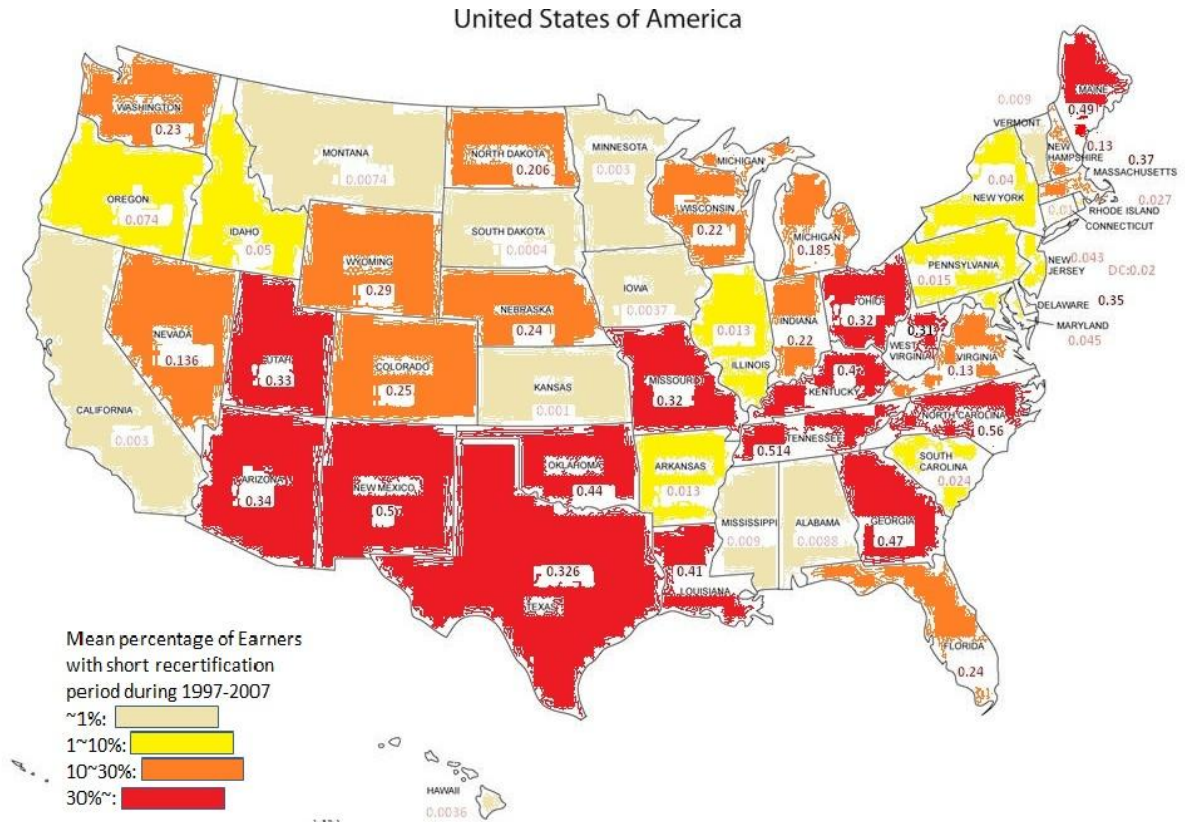 United States of America
WASHINGTON
0.23
MONTANA
0.0074
NORTH DAKOTA
0.206
MINNESOTA
0.003
MICHIGAN
0.009
VERMONT
MAINE
0.49
NEW
HAMPSHIRE
0.13
0.37
MASSACHUSETTS
0.027
RHODE ISLAND
CONNECTICUT
OREGON
0.074
IDAHO
0.05
WYOMING
0.29
SOUTH DAKOTA
0.0004
WISCONSIN
0.22
MICHIGAN
0.185
0.04
NEW YORK
PENNSYLVANIA
0.015
NEW
JERSEY
0.043
DC:0.02
DELAWARE
0.35
MARYLAND
0.045
NEVADA
0.136
UTAH
0.33
COLORADO
0.25
NEBRASKA
0.24
IOWA
0.0037
ILLINOIS
0.013
INDIANA
0.22
OHIO
0.32
0.31
WEST
VIRGINIA
VIRGINIA
0.13
CALIFORNIA
0.003
KANSAS
0.001
MISSOURI
0.32
KENTUCK
NORTH CAROLINA
0.56
TENNESSEE
0.514
ARIZONA
0.34
NEW MEXICO
0.5
OKLAHOMA
0.44
ARKANSAS
0.013
SOUTH
CAROLINA
0.024
MISSISSIPPI
0.009
ALABAMA
0.0088
GEORGIA
0.47
TEXAS
0.326
LOUISIANA
0.41
FLORIDA
0.24
Mean percentage of Earners
with short recertification
period during 1997-2007
~1%:
1~10%:
10~30%:
30%~:
HAWAII
0.0036